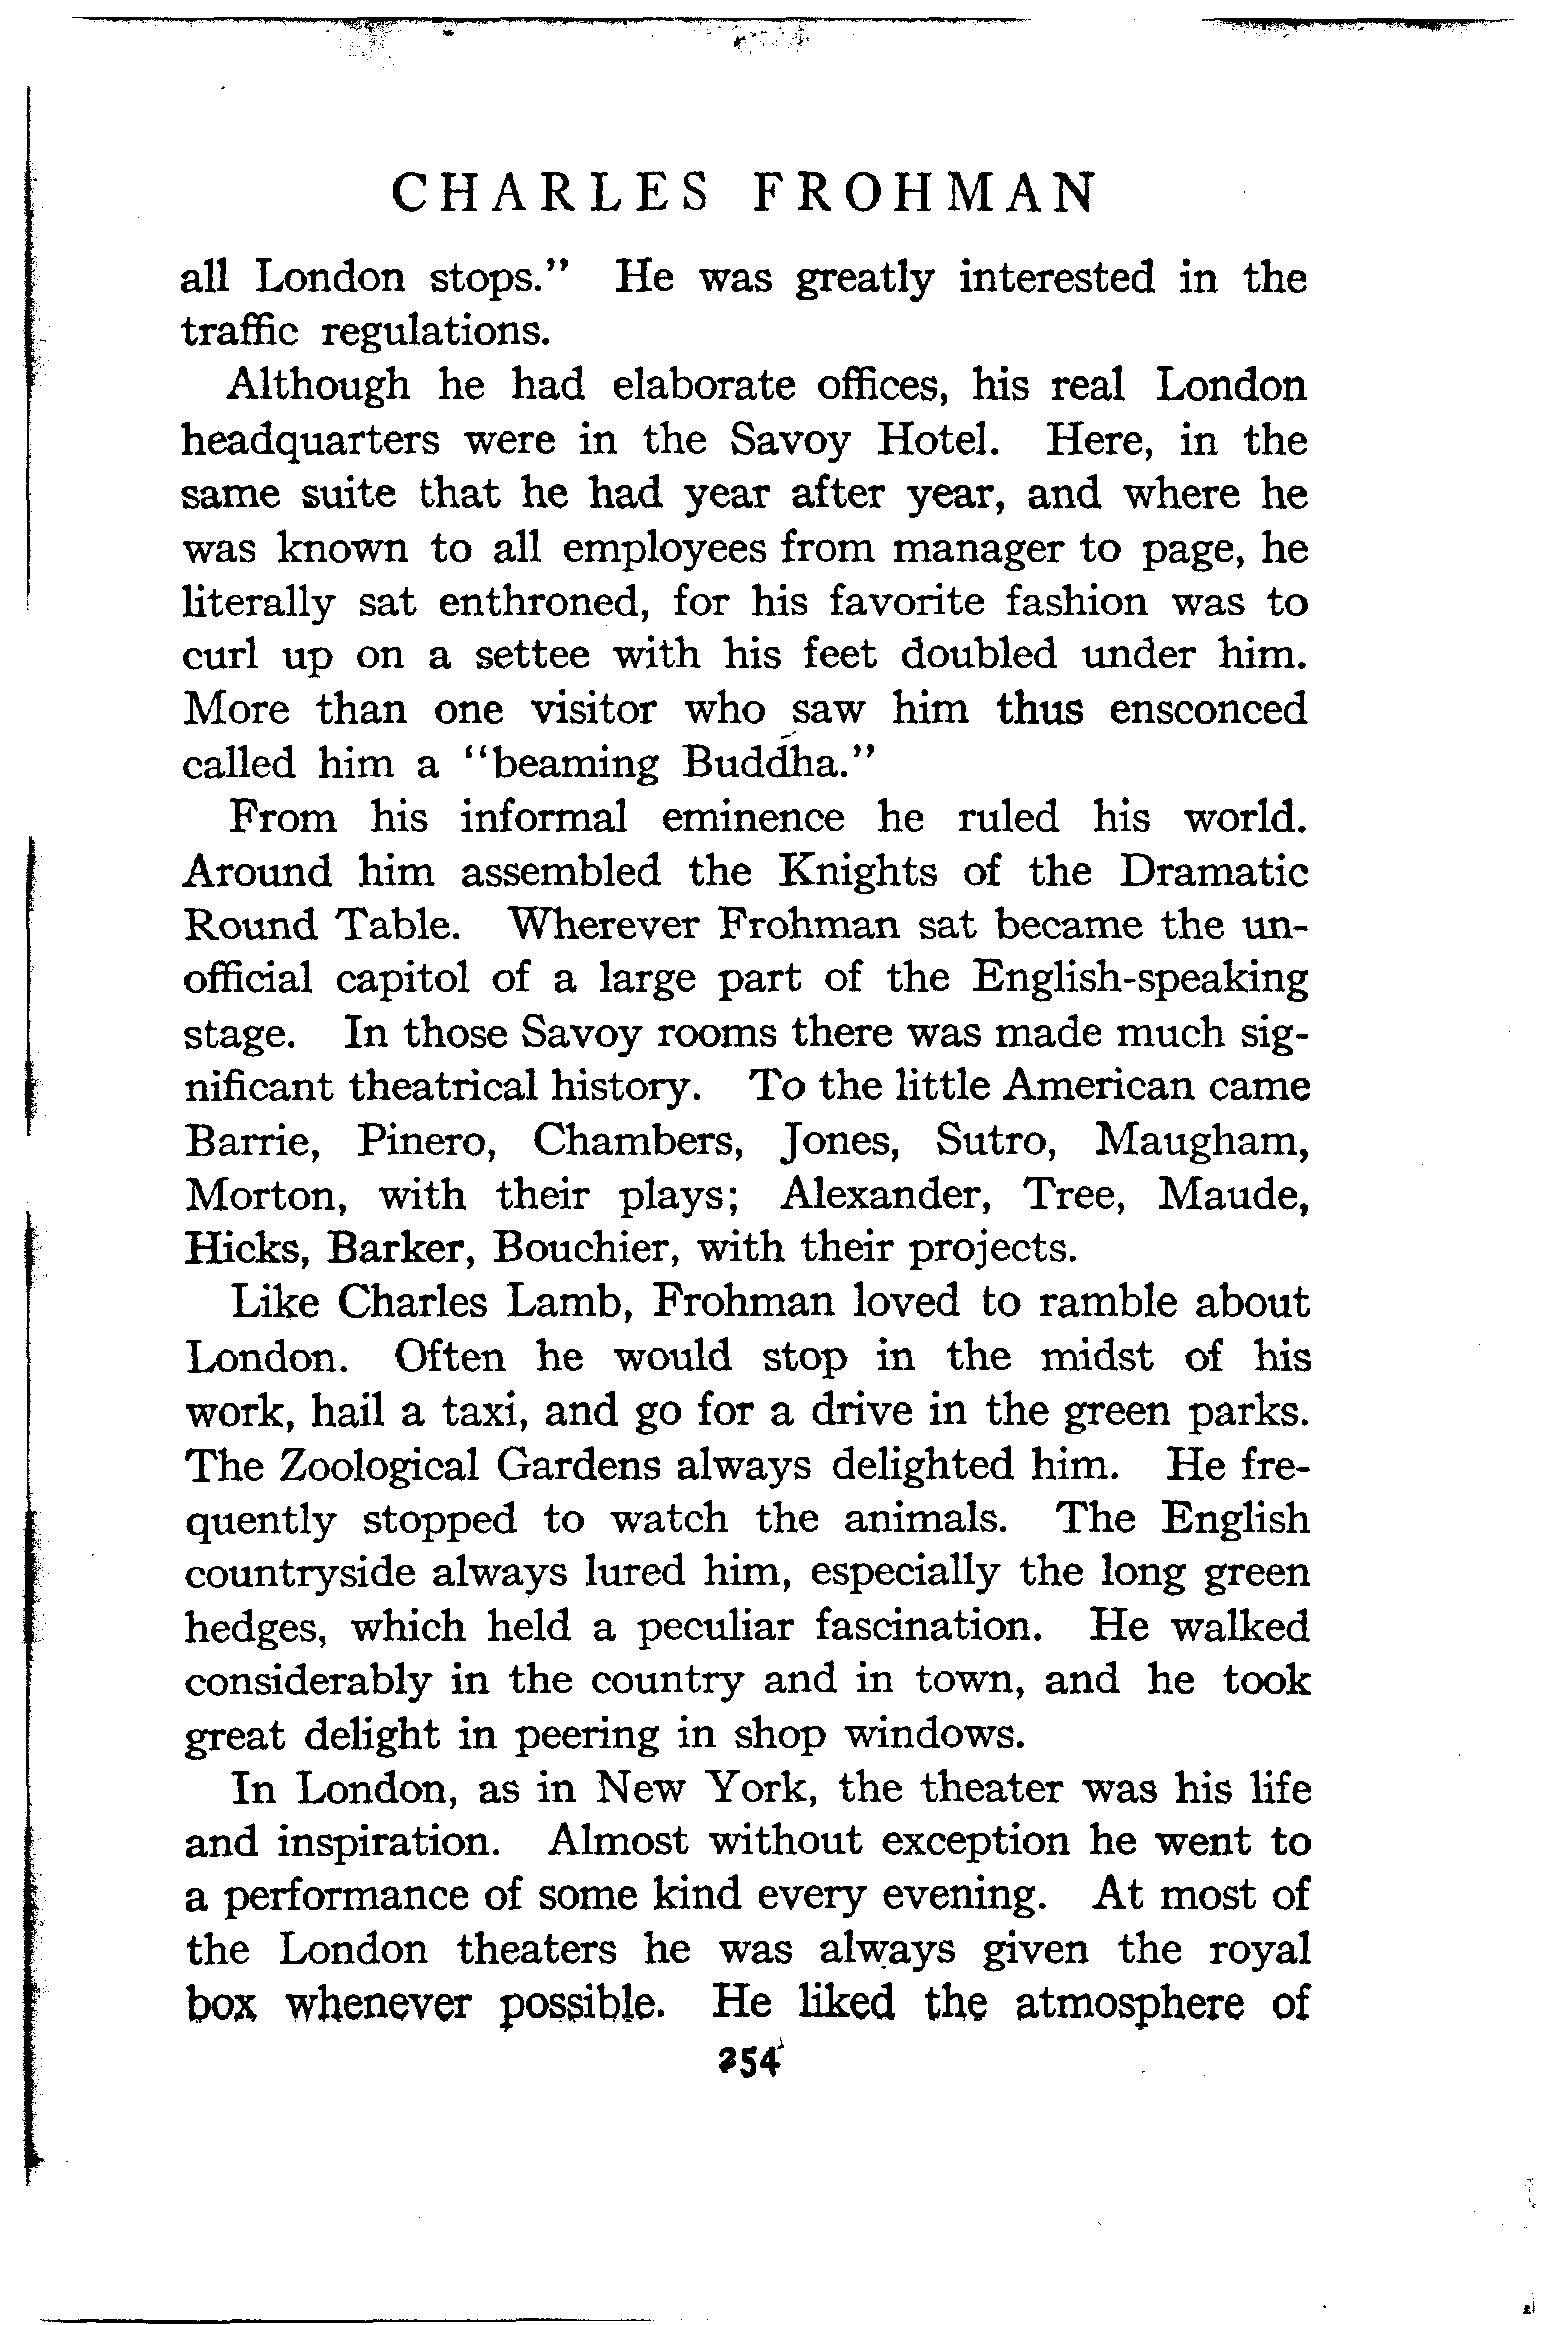 CHARLES FROHMAN
all London stops." He was greatly interested in the
traffic regulations.
Although he had elaborate offices, his real London
headquarters were in the Savoy Hotel. Here, in the
same suite that he had year after year, and where he
was known to all employees from manager to page, he
literally sat enthroned, for his favorite fashion was to
curl up on a settee with his feet doubled under him.
More than one visitor who saw him thus ensconced
called him a "beaming Buddha."
From his informal eminence he ruled his world.
Around him assembled the Knights of the Dramatic
Round Table. Wherever Frohman sat became the un-
official capitol of a large part of the English-speaking
stage. In those Savoy rooms there was made much sig-
nificant theatrical history. To the little American came
Barrie, Pinero, Chambers, Jones, Sutro, Maugham,
Morton, with their plays; Alexander, Tree, Maude,
Hicks, Barker, Bouchier, with their projects.
Like Charles Lamb, Frohman loved to ramble about
London. Often he would stop in the midst of his
work, hail a taxi, and go for a drive in the green parks.
The Zoological Gardens always delighted him. He fre-
quently stopped to watch the animals. The English
countryside always lured him, especially the long green
hedges, which held a peculiar fascination. He walked
considerably in the country and in town, and he took
great delight in peering in shop windows.
In London, as in New York, the theater was his life
and inspiration. Almost without exception he went to
a performance of some kind every evening. At most of
the London theaters he was always given the royal
box whenever possible. He liked the atmosphere of
254